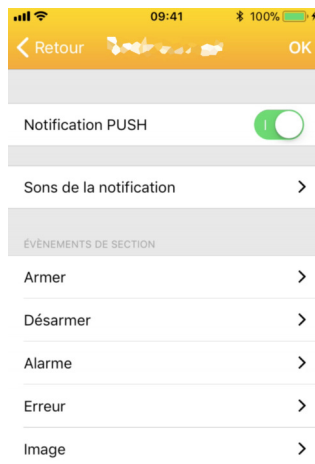 09:41
100%
Retour
OK
Notification PUSH
Sons de la notification
ÉVÈNEMENTS DE SECTION
Armer
Désarmer
Alarme
Erreur
Image